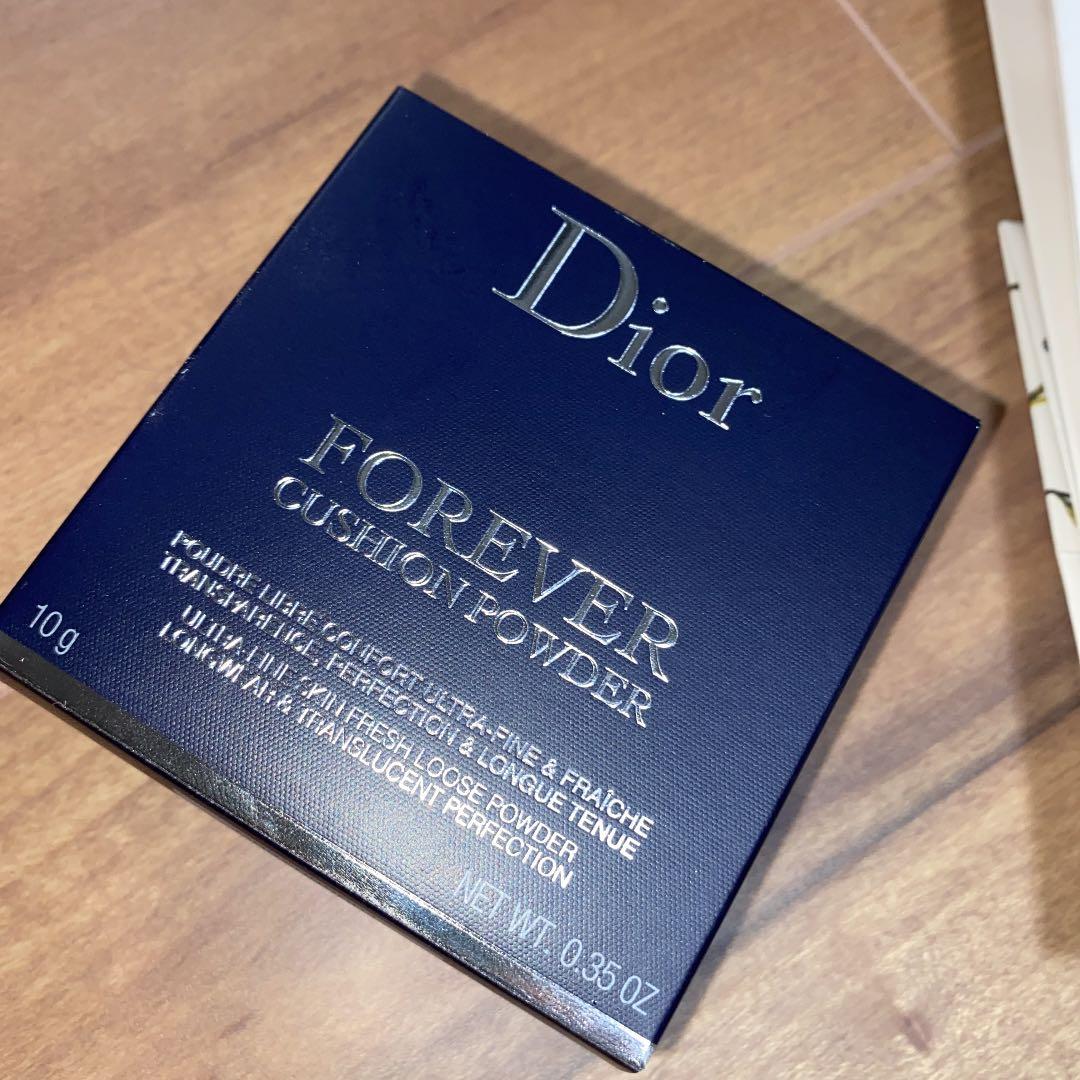 Dior
FOREVER
CUSHION POWDER
POUDRE LIBRE CONFORT ULTRA-FINE & FRAÎCHE
TRANSPARENCE, PERFECTION & LONGUE TENUE
ULTRA-FINE SKIN FRESH LOOSE POWDER
LONGWEAR & TRANSLUCENT PERFECTION
10 g
NET WT. 0.35 OZ